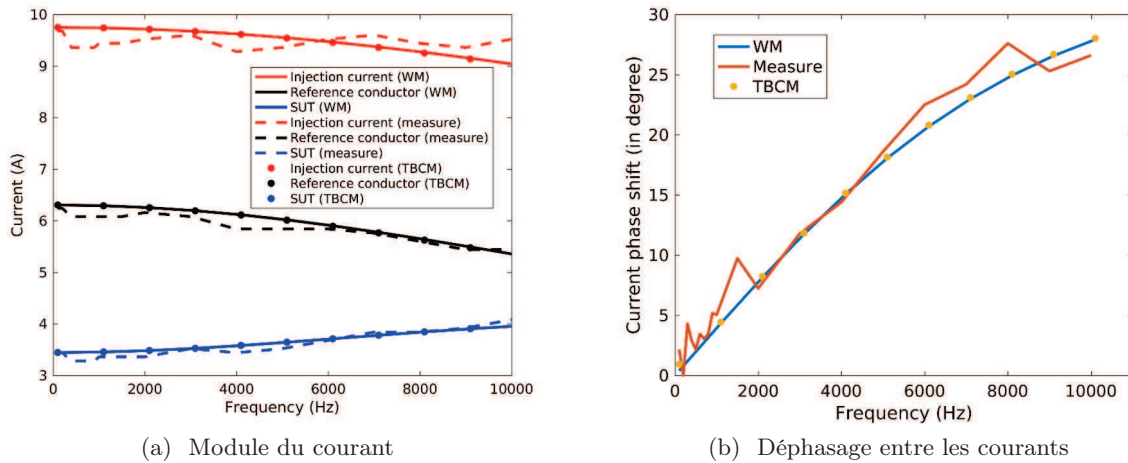 10
9
8
7
6
5
4
3
Current (A)
Injection current (WM)
Reference conductor (WM)
SUT (WM)
Injection current (measure)
Reference conductor (measure)
SUT (measure)
Injection current (TBCM)
Reference conductor (TBCM)
SUT (TBCM)
0 2000 4000 6000 8000 10000
Frequency (Hz)
(a) Module du courant
30
25
20
15
10
5
0
Current phase shift (in degree)
WM
Measure
TBCM
2000 4000 6000 8000 10000
Frequency (Hz)
(b) Déphasage entre les courants